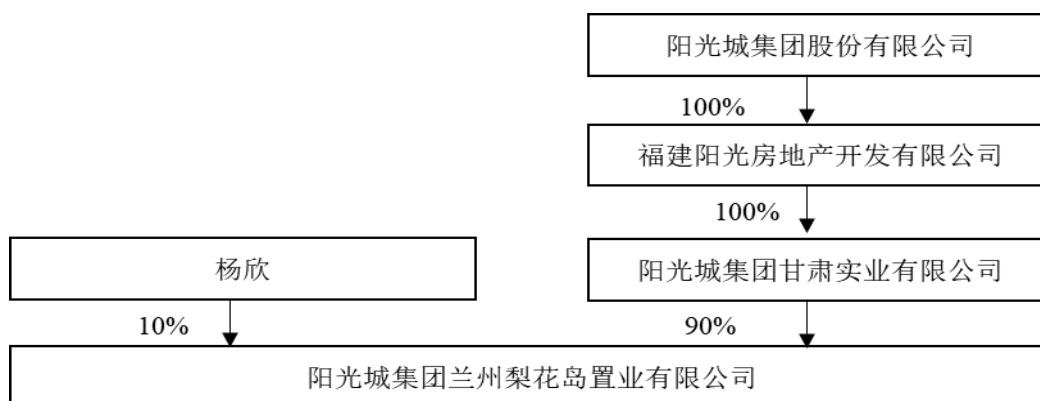 阳光城集团股份有限公司
100%
福建阳光房地产开发有限公司
100%
杨欣
阳光城集团甘肃实业有限公司
10%
90%
阳光城集团兰州梨花岛置业有限公司